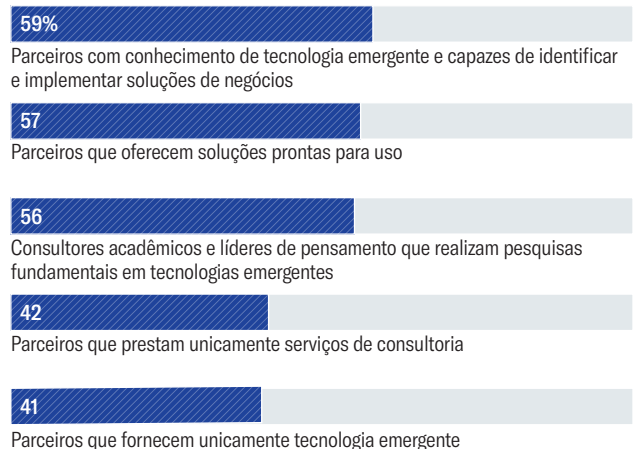 59%
Parceiros com conhecimento de tecnologia emergente e capazes de identificar
e implementar soluções de negócios
57
Parceiros que oferecem soluções prontas para uso
56
Consultores acadêmicos e líderes de pensamento que realizam pesquisas
fundamentais em tecnologias emergentes
42
Parceiros que prestam unicamente serviços de consultoria
41
Parceiros que fornecem unicamente tecnologia emergente